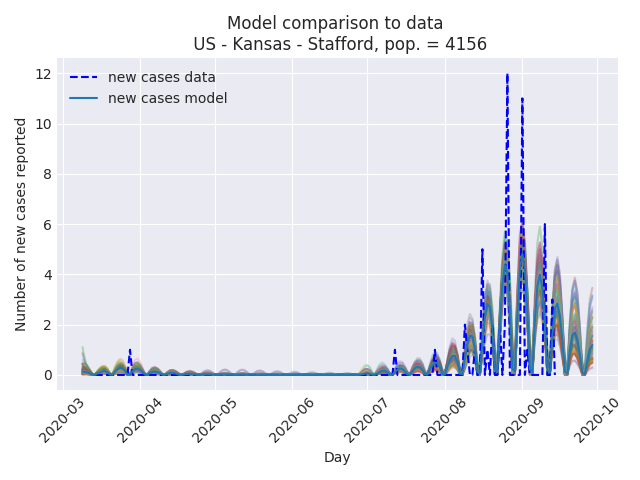 Model comparison to data
US - Kansas - Stafford, pop. = 4156
new cases data
new cases model
Number of new cases reported
12
10
8
6
4
2
0
2020-03
2020-04
2020-05
2020-06
2020-07
2020-08
2020-09
2020-10
Day